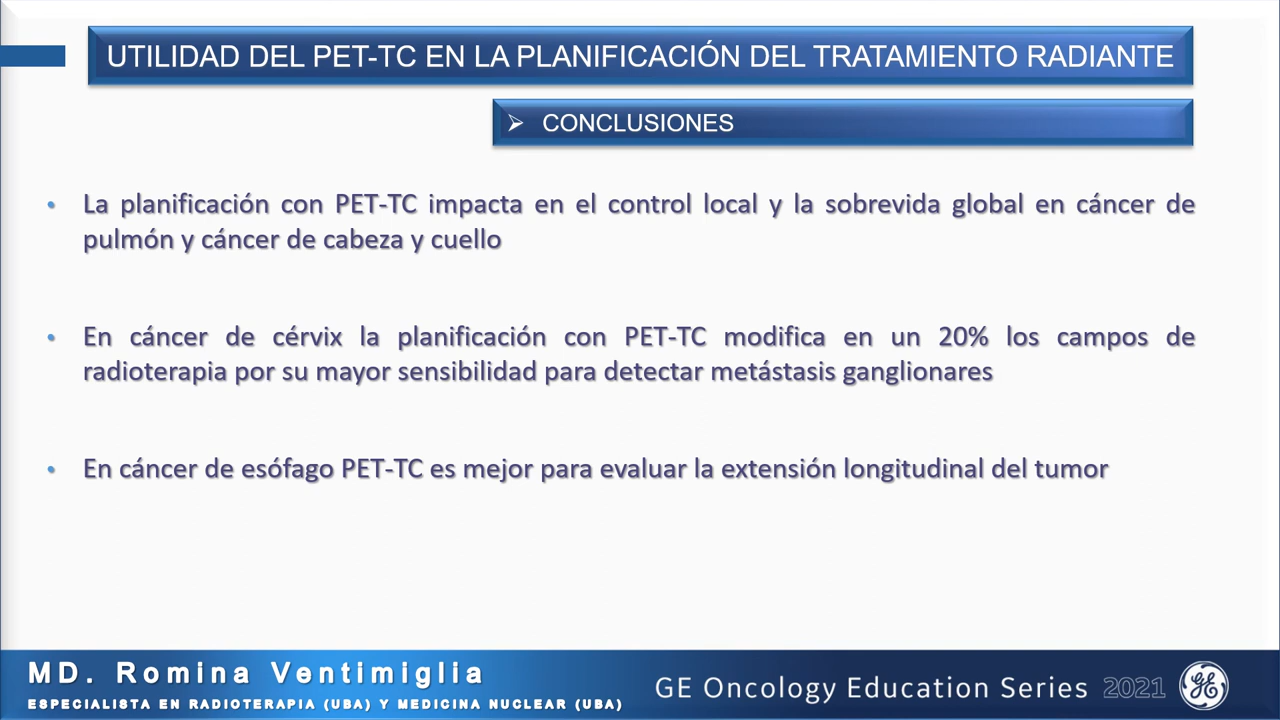 UTILIDAD DEL PET-TC EN LA PLANIFICACIÓN DEL TRATAMIENTO RADIANTE
➢ CONCLUSIONES
• La planificación con PET-TC impacta en el control local y la sobrevida global en cáncer de
pulmón y cáncer de cabeza y cuello
• En cáncer de cérvix la planificación con PET-TC modifica en un 20% los campos de
radioterapia por su mayor sensibilidad para detectar metástasis ganglionares
• En cáncer de esófago PET-TC es mejor para evaluar la extensión longitudinal del tumor
MD. Romina Ventimiglia
ESPECIALISTA EN RADIOTERAPIA (UBA) Y MEDICINA NUCLEAR (UBA)
GE Oncology Education Series 2021
GE